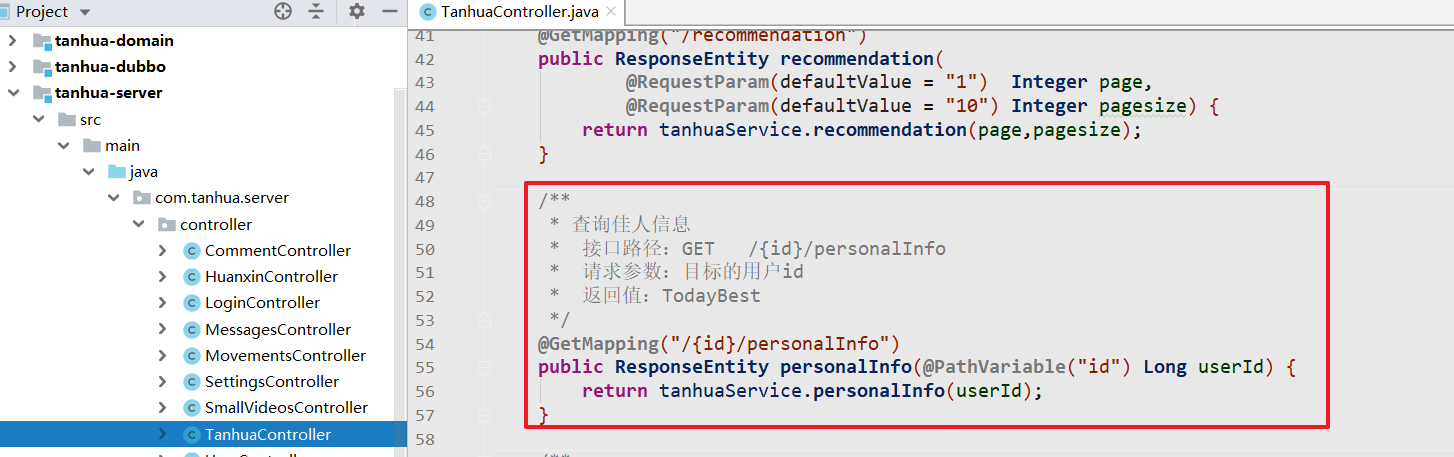 Project
TanhuaController.java
tanhua-domain
tanhua-dubbo
tanhua-server
src
main
java
com.tanhua.server
controller
CommentController
HuanxinController
LoginController
MessagesController
MovementsController
SettingsController
SmallVideosController
TanhuaController
41 @GetMapping("/recommendation")
42 public ResponseEntity recommendation(
43 @RequestParam(defaultValue = "1") Integer page,
44 @RequestParam(defaultValue = "10") Integer pagesize) {
45 return tanhuaService.recommendation(page,pagesize);
46 }
47
48 /**
49 * 查询佳人信息
50 * 接口路径：GET /{id}/personalInfo
51 * 请求参数：目标的用户id
52 * 返回值：TodayBest
53 */
54 @GetMapping("/{id}/personalInfo")
55 public ResponseEntity personalInfo(@PathVariable("id") Long userId) {
56 return tanhuaService.personalInfo(userId);
57 }
58
/**